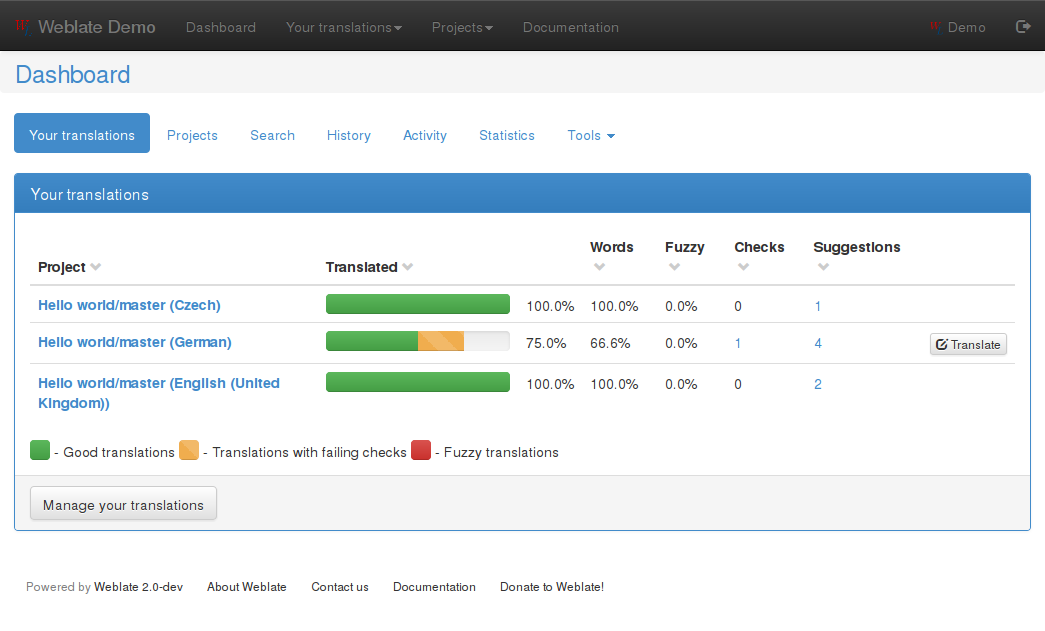 Weblate Demo Dashboard Your translations Projects Documentation Demo
Dashboard
Your translations Projects Search History Activity Statistics Tools
Your translations
Project Translated Words Fuzzy Checks Suggestions
Hello world/master (Czech) 100.0% 100.0% 0.0% 0 1
Hello world/master (German) 75.0% 66.6% 0.0% 1 4 Translate
Hello world/master (English (United 100.0% 100.0% 0.0% 0 2
Kingdom))
- Good translations - Translations with failing checks - Fuzzy translations
Manage your translations
Powered by Weblate 2.0-dev About Weblate Contact us Documentation Donate to Weblate!